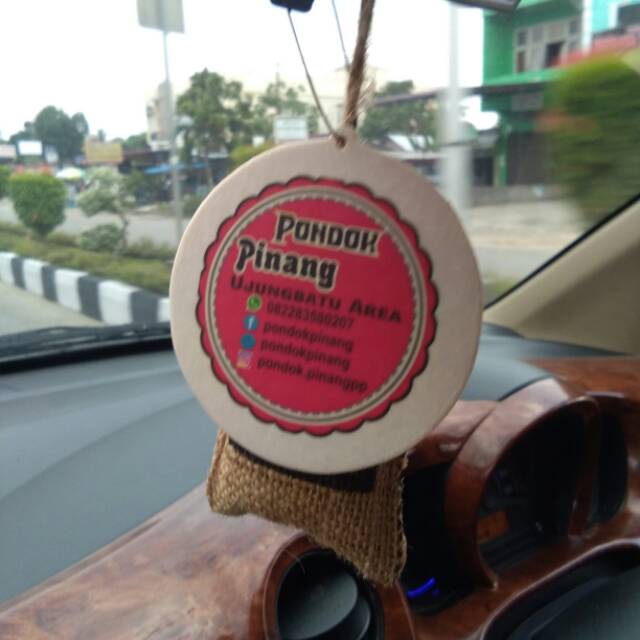 Pondok
Pinang
Ujungbatu Area
082283580207
pondokpinang
pondokpinang
pondok.pinangpp